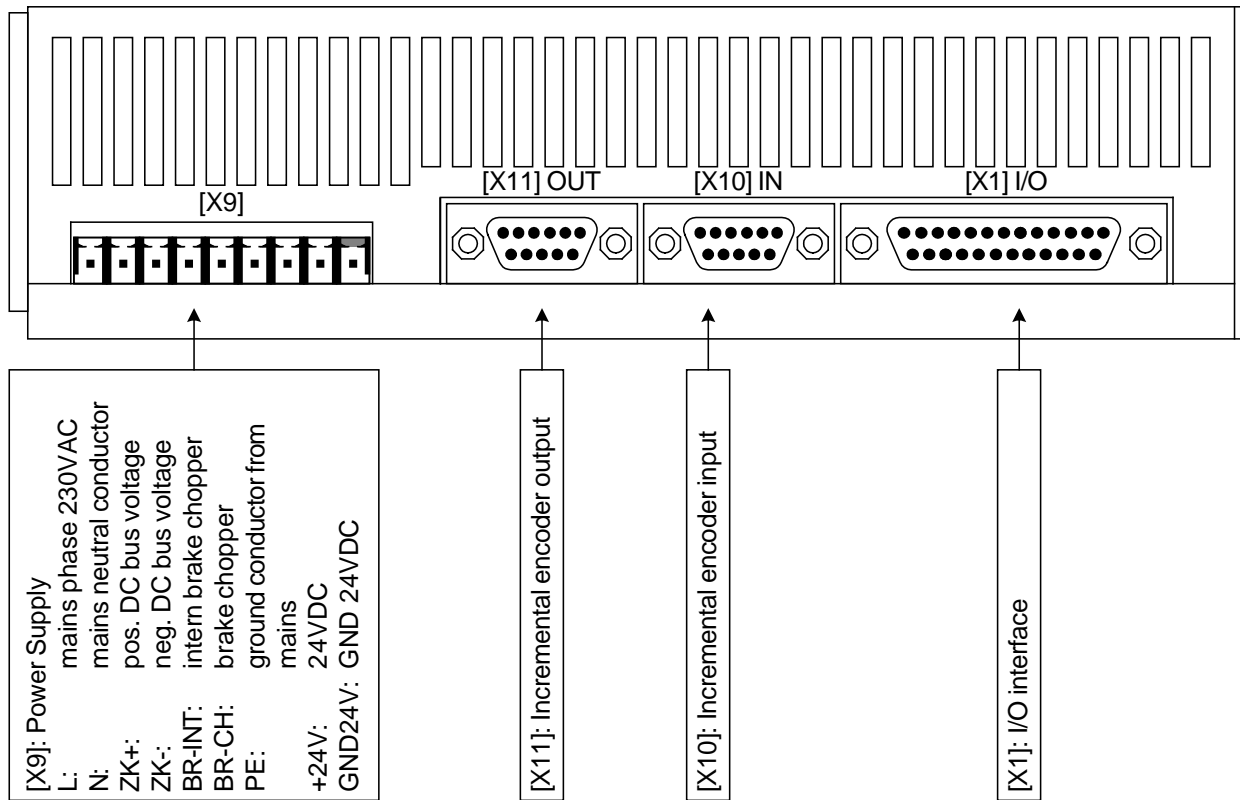 [X9]
[X11] OUT
[X10] IN
[X1] I/O
[X9]: Power Supply
L: mains phase 230VAC
N: mains neutral conductor
ZK+: pos. DC bus voltage
ZK-: neg. DC bus voltage
BR-INT: intern brake chopper
BR-CH: brake chopper
PE: ground conductor from
mains
+24V: 24VDC
GND24V: GND 24VDC
[X11]: Incremental encoder output
[X10]: Incremental encoder input
[X1]: I/O interface